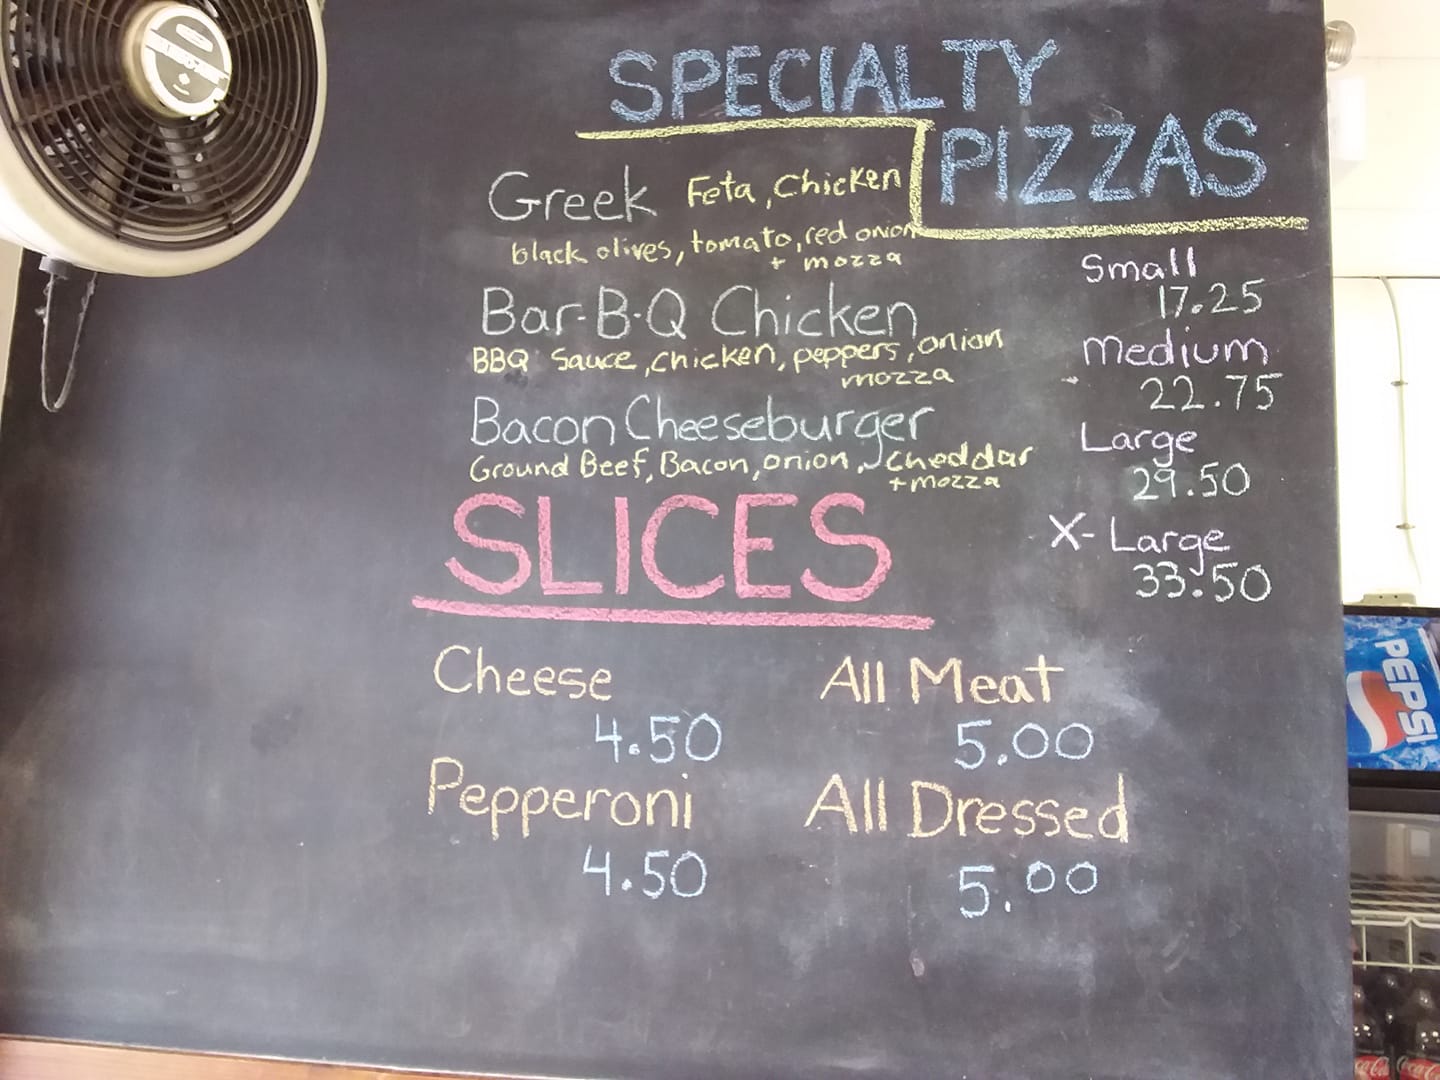 SPECIALTY
PIZZAS
Greek Feta, Chicken
black olives, tomato, red onion
+ mozza
Bar-B-Q Chicken
BBQ Sauce, chicken, peppers, onion
mozza
Bacon Cheeseburger
Ground Beef, Bacon, onion, cheddar
+mozza
Small
17.25
Medium
22.75
Large
29.50
X-Large
33.50
SLICES
Cheese
4.50
All Meat
5.00
Pepperoni
4.50
All Dressed
5.00
PEPSI
Coca-Cola